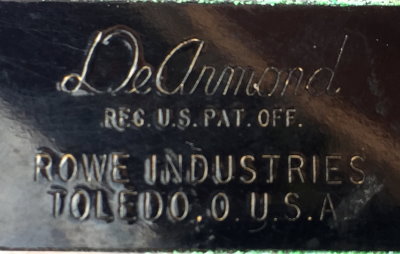 DeArmond
REG. U.S. PAT. OFF.
ROWE INDUSTRIES
TOLEDO, O. U.S.A.